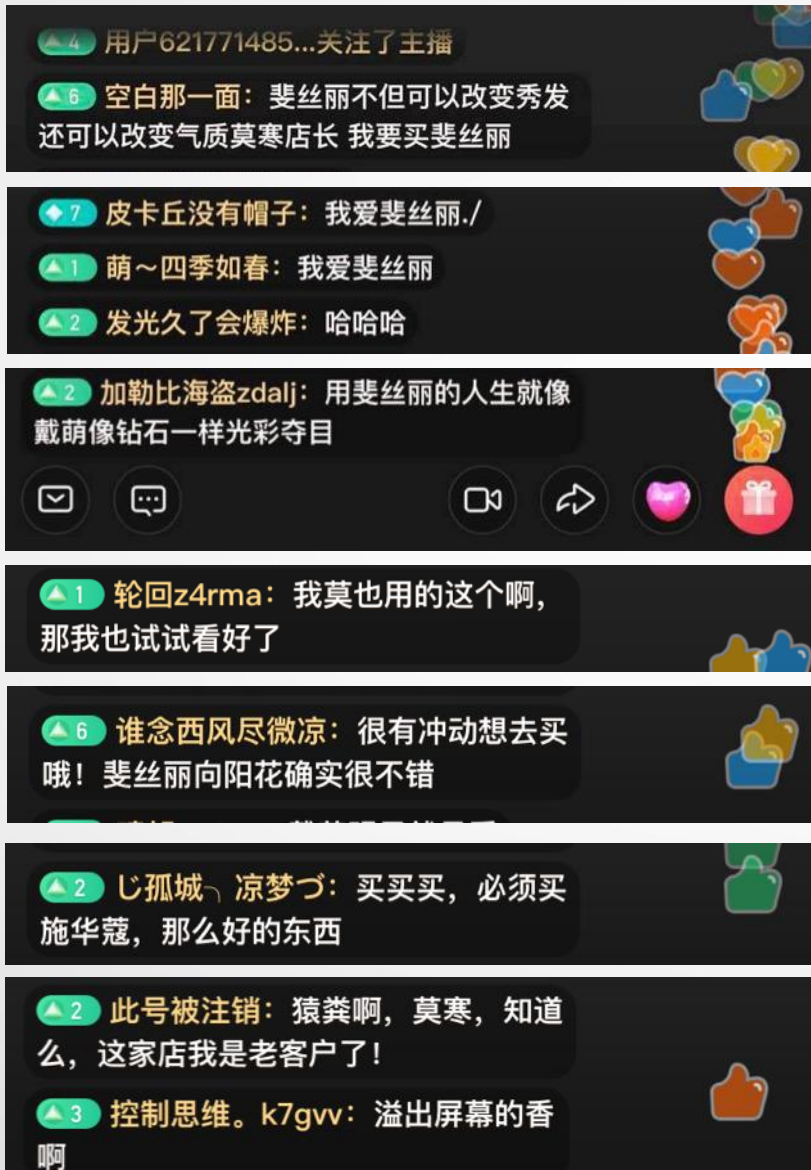 4 用户621771485...关注了主播
6 空白那一面：斐丝丽不但可以改变秀发
还可以改变气质莫寒店长 我要买斐丝丽
7 皮卡丘没有帽子：我爱斐丝丽./
1 萌～四季如春：我爱斐丝丽
2 发光久了会爆炸：哈哈哈
2 加勒比海盗zdalj：用斐丝丽的人生就像
戴萌像钻石一样光彩夺目
1 轮回z4rma：我莫也用的这个啊，
那我也试试看好了
6 谁念西风尽微凉：很有冲动想去买
哦！斐丝丽向阳花确实很不错
2 じ孤城╮凉梦づ：买买买，必须买
施华蔻，那么好的东西
2 此号被注销：猿粪啊，莫寒，知道
么，这家店我是老客户了！
3 控制思维。k7gvv：溢出屏幕的香
啊